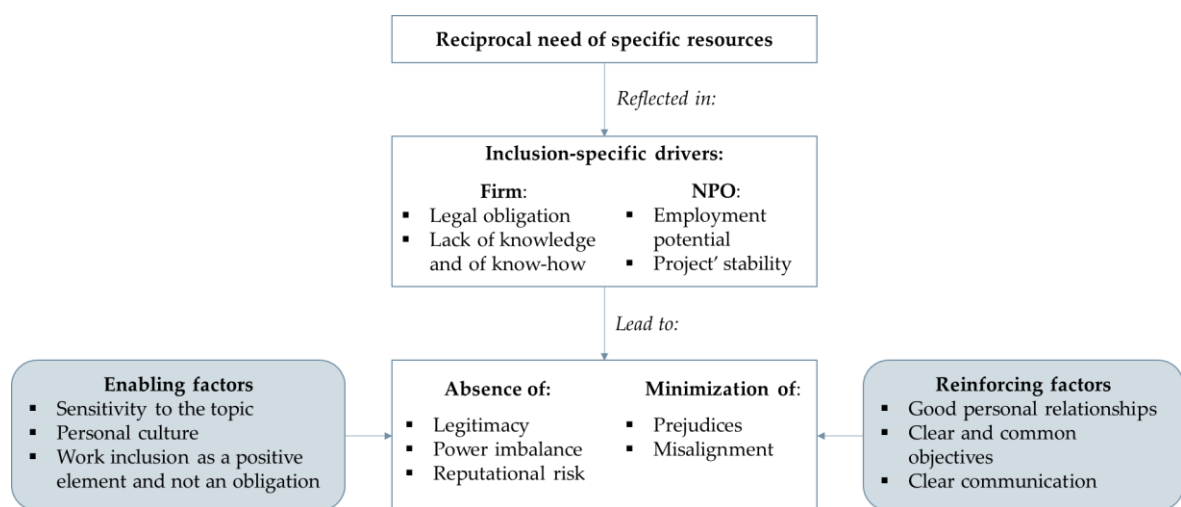 Reciprocal need of specific resources
Reflected in:
Inclusion-specific drivers:
Firm:
▪ Legal obligation
▪ Lack of knowledge
and of know-how
NPO:
▪ Employment
potential
▪ Project’ stability
Lead to:
Enabling factors
▪ Sensitivity to the topic
▪ Personal culture
▪ Work inclusion as a positive
element and not an obligation
Absence of:
▪ Legitimacy
▪ Power imbalance
▪ Reputational risk
Minimization of:
▪ Prejudices
▪ Misalignment
Reinforcing factors
▪ Good personal relationships
▪ Clear and common
objectives
▪ Clear communication